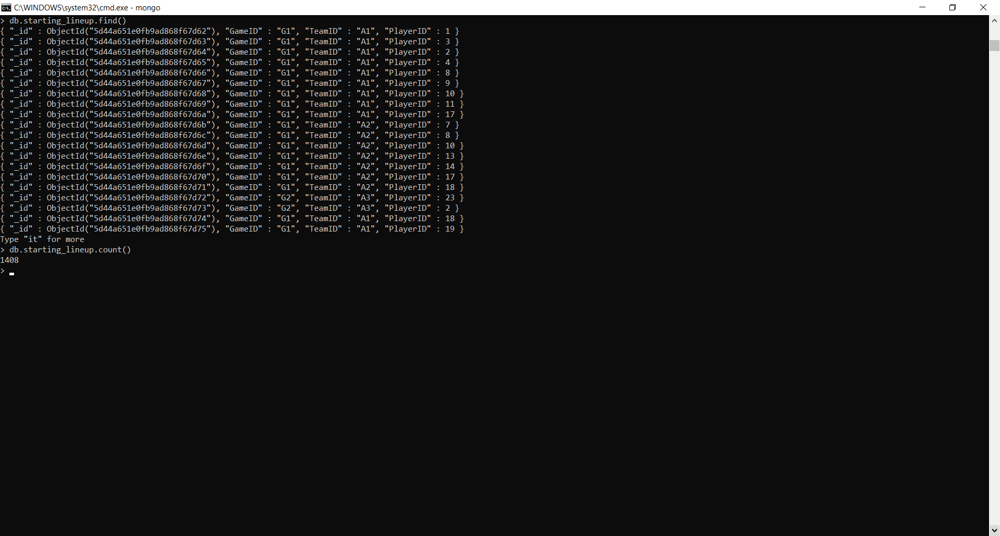 C:\WINDOWS\system32\cmd.exe - mongo
> db.starting_lineup.find()
{ "_id" : ObjectId("5d44a651e0fb9ad868f67d62"), "GameID" : "G1", "TeamID" : "A1", "PlayerID" : 1 }
{ "_id" : ObjectId("5d44a651e0fb9ad868f67d63"), "GameID" : "G1", "TeamID" : "A1", "PlayerID" : 3 }
{ "_id" : ObjectId("5d44a651e0fb9ad868f67d64"), "GameID" : "G1", "TeamID" : "A1", "PlayerID" : 2 }
{ "_id" : ObjectId("5d44a651e0fb9ad868f67d65"), "GameID" : "G1", "TeamID" : "A1", "PlayerID" : 4 }
{ "_id" : ObjectId("5d44a651e0fb9ad868f67d66"), "GameID" : "G1", "TeamID" : "A1", "PlayerID" : 8 }
{ "_id" : ObjectId("5d44a651e0fb9ad868f67d67"), "GameID" : "G1", "TeamID" : "A1", "PlayerID" : 9 }
{ "_id" : ObjectId("5d44a651e0fb9ad868f67d68"), "GameID" : "G1", "TeamID" : "A1", "PlayerID" : 10 }
{ "_id" : ObjectId("5d44a651e0fb9ad868f67d69"), "GameID" : "G1", "TeamID" : "A1", "PlayerID" : 11 }
{ "_id" : ObjectId("5d44a651e0fb9ad868f67d6a"), "GameID" : "G1", "TeamID" : "A1", "PlayerID" : 17 }
{ "_id" : ObjectId("5d44a651e0fb9ad868f67d6b"), "GameID" : "G1", "TeamID" : "A2", "PlayerID" : 7 }
{ "_id" : ObjectId("5d44a651e0fb9ad868f67d6c"), "GameID" : "G1", "TeamID" : "A2", "PlayerID" : 8 }
{ "_id" : ObjectId("5d44a651e0fb9ad868f67d6d"), "GameID" : "G1", "TeamID" : "A2", "PlayerID" : 10 }
{ "_id" : ObjectId("5d44a651e0fb9ad868f67d6e"), "GameID" : "G1", "TeamID" : "A2", "PlayerID" : 13 }
{ "_id" : ObjectId("5d44a651e0fb9ad868f67d6f"), "GameID" : "G1", "TeamID" : "A2", "PlayerID" : 14 }
{ "_id" : ObjectId("5d44a651e0fb9ad868f67d70"), "GameID" : "G1", "TeamID" : "A2", "PlayerID" : 17 }
{ "_id" : ObjectId("5d44a651e0fb9ad868f67d71"), "GameID" : "G1", "TeamID" : "A2", "PlayerID" : 18 }
{ "_id" : ObjectId("5d44a651e0fb9ad868f67d72"), "GameID" : "G2", "TeamID" : "A3", "PlayerID" : 23 }
{ "_id" : ObjectId("5d44a651e0fb9ad868f67d73"), "GameID" : "G2", "TeamID" : "A3", "PlayerID" : 2 }
{ "_id" : ObjectId("5d44a651e0fb9ad868f67d74"), "GameID" : "G1", "TeamID" : "A1", "PlayerID" : 18 }
{ "_id" : ObjectId("5d44a651e0fb9ad868f67d75"), "GameID" : "G1", "TeamID" : "A1", "PlayerID" : 19 }
Type "it" for more
> db.starting_lineup.count()
1408
>